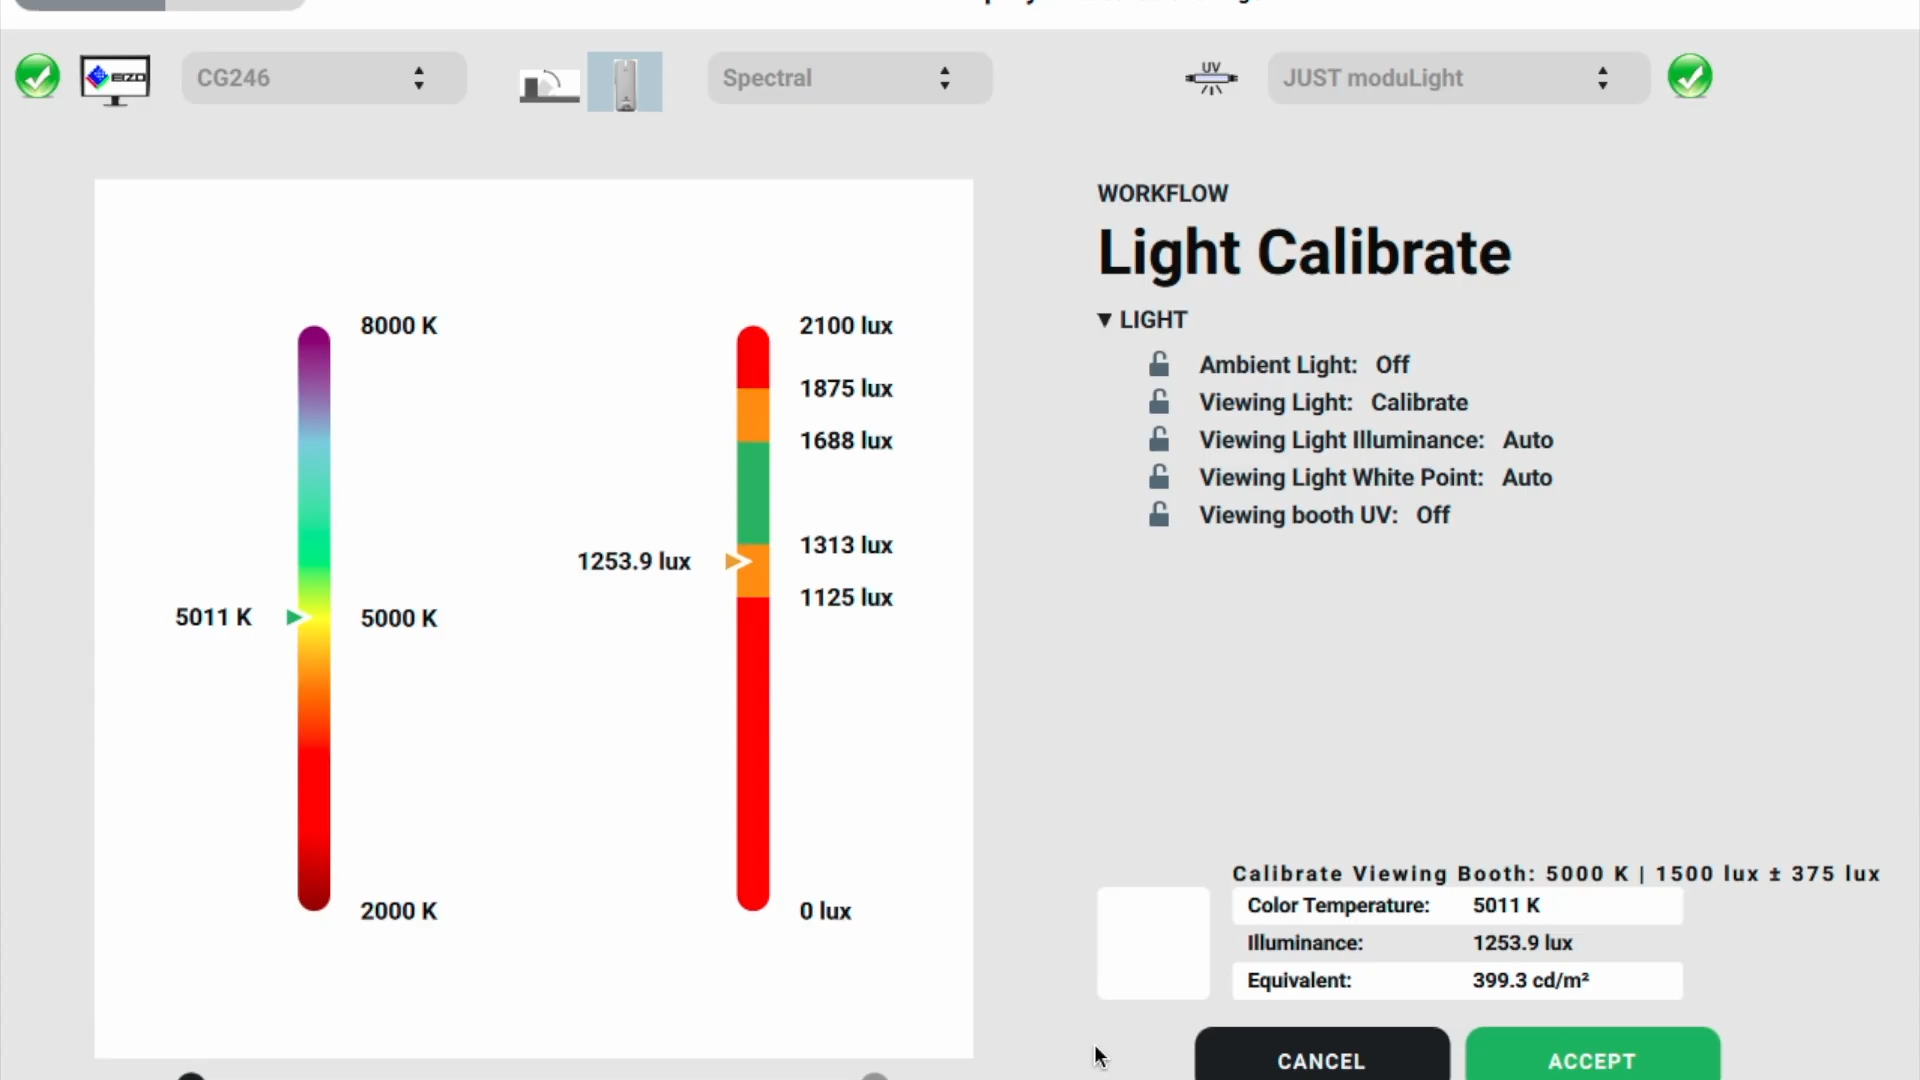 EIZO CG246 Spectral UV JUST moduLight
WORKFLOW
Light Calibrate
▼ LIGHT
Ambient Light: Off
Viewing Light: Calibrate
Viewing Light Illuminance: Auto
Viewing Light White Point: Auto
Viewing booth UV: Off
8000 K
5011 K
5000 K
2000 K
2100 lux
1875 lux
1688 lux
1313 lux
1253.9 lux
1125 lux
0 lux
Calibrate Viewing Booth: 5000 K | 1500 lux ± 375 lux
Color Temperature: 5011 K
Illuminance: 1253.9 lux
Equivalent: 399.3 cd/m²
CANCEL ACCEPT